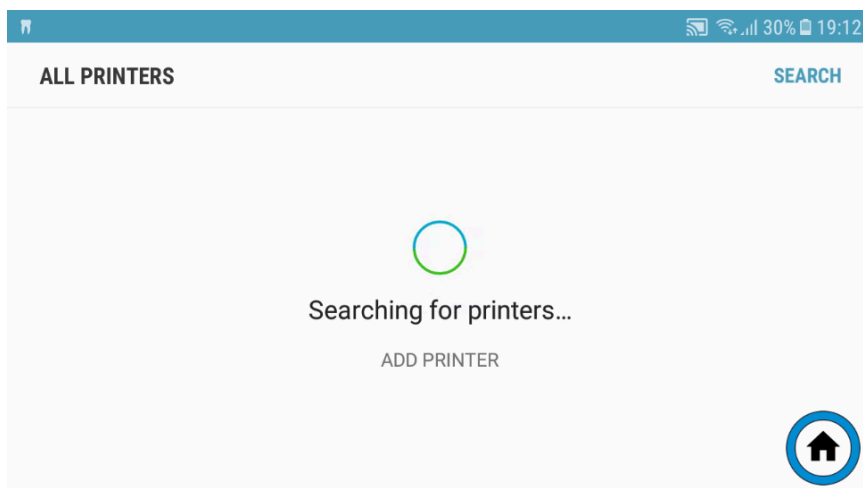 30% 19:12
ALL PRINTERS SEARCH
Searching for printers...
ADD PRINTER